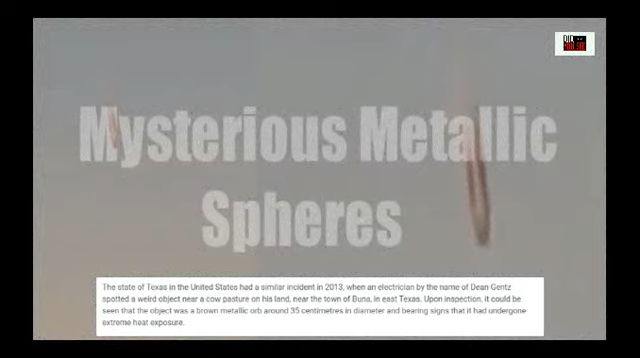 Mysterious Metallic
Spheres
The state of Texas in the United States had a similar incident in 2013, when an electrician by the name of Dean Gentz
spotted a weird object near a cow pasture on his land, near the town of Buna, in east Texas. Upon inspection, it could be
seen that the object was a brown metallic orb around 35 centimetres in diameter and bearing signs that it had undergone
extreme heat exposure.